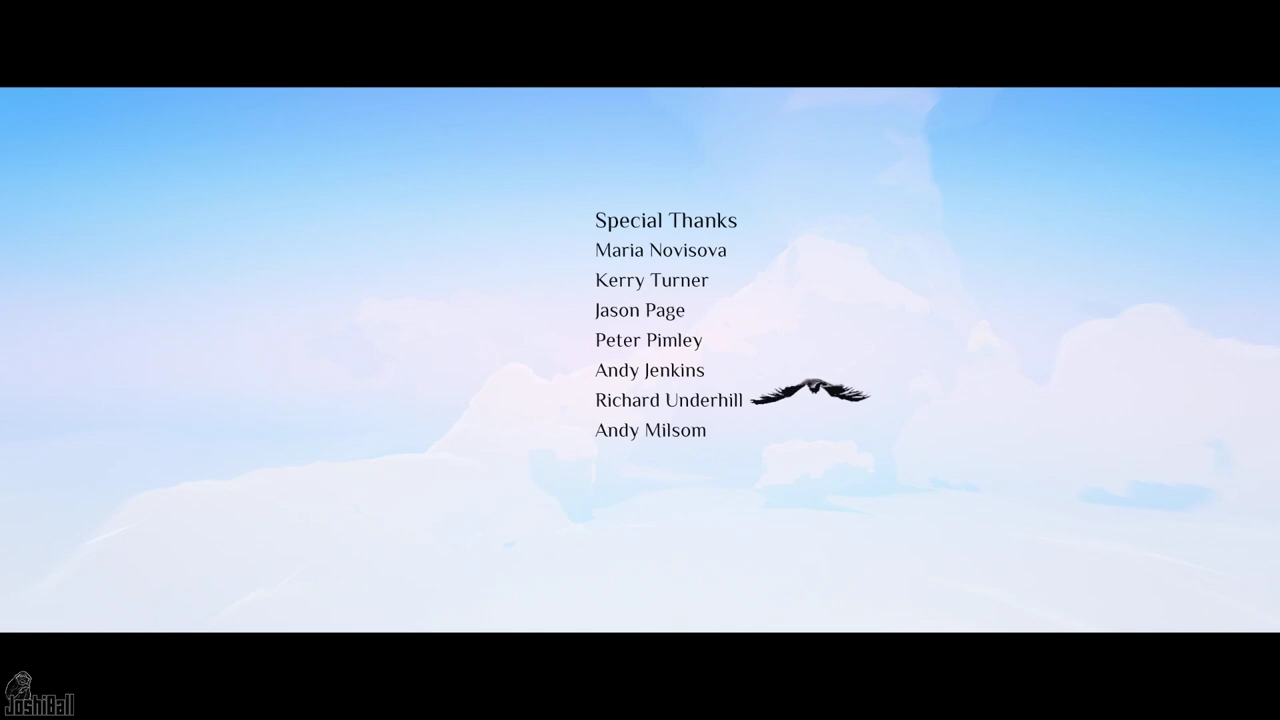 Special Thanks
Maria Novisova
Kerry Turner
Jason Page
Peter Pimley
Andy Jenkins
Richard Underhill
Andy Milsom
JoshiBall